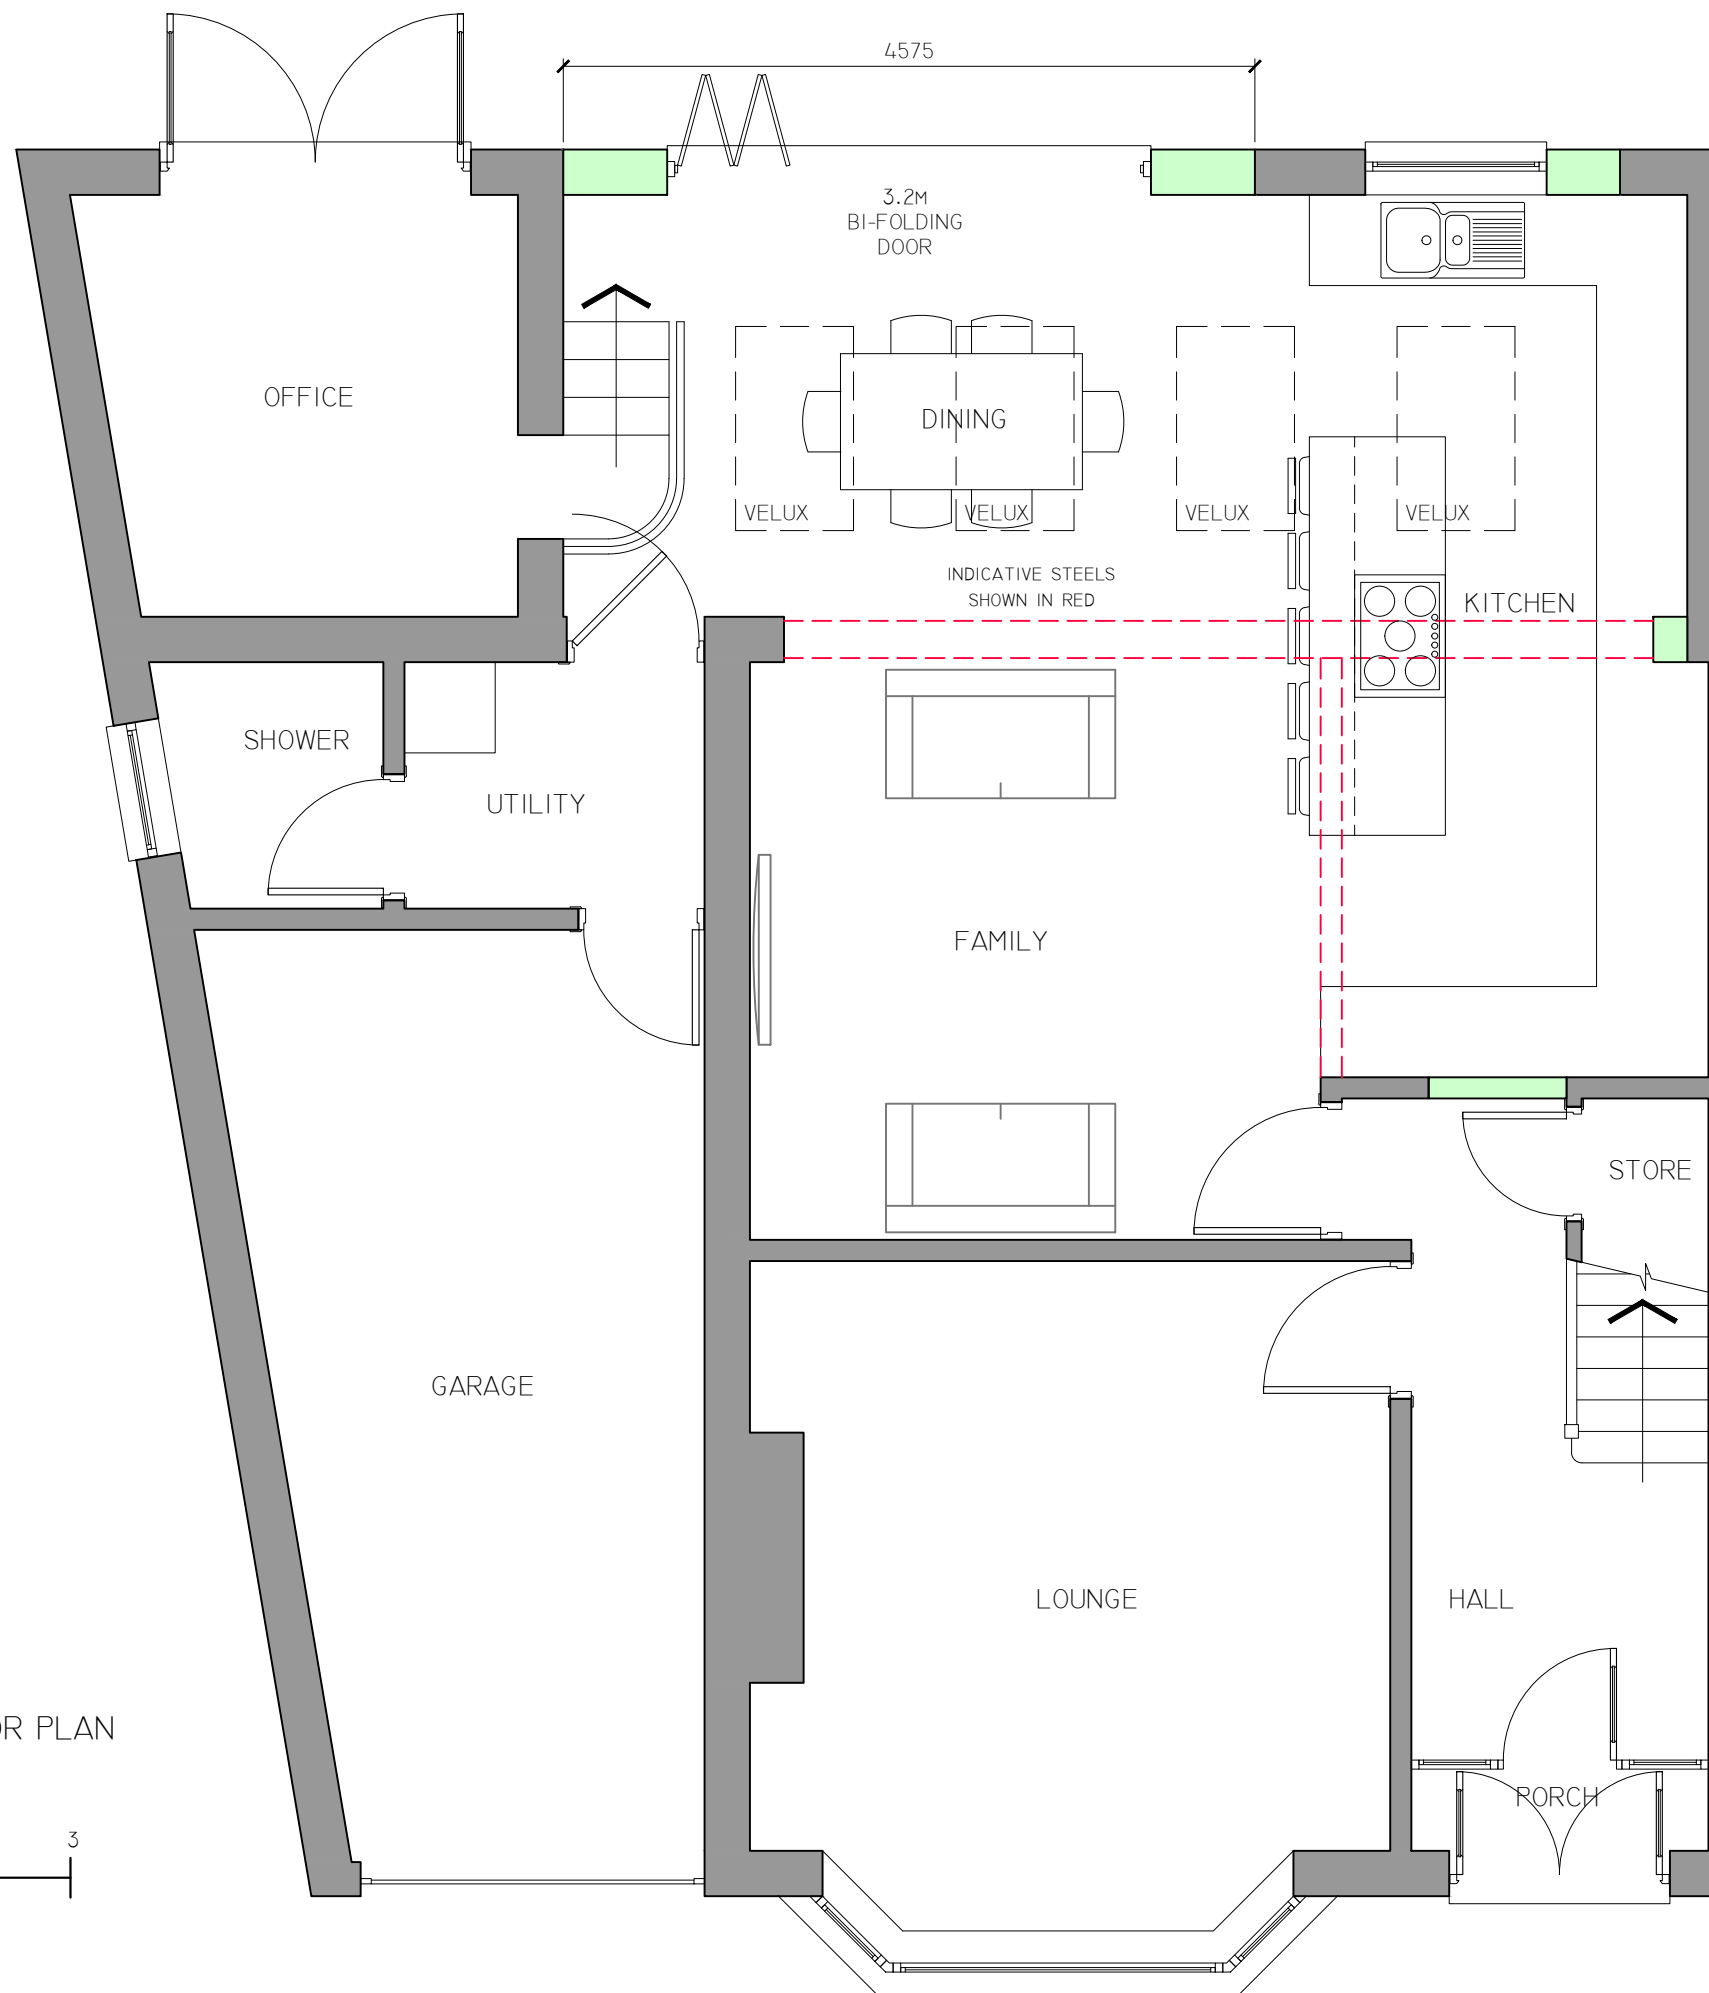 4575
3.2M
BI-FOLDING
DOOR
OFFICE
DINING
VELUX
VELUX
VELUX
VELUX
INDICATIVE STEELS
SHOWN IN RED
KITCHEN
SHOWER
UTILITY
FAMILY
STORE
GARAGE
LOUNGE
HALL
PLAN
PORCH
3